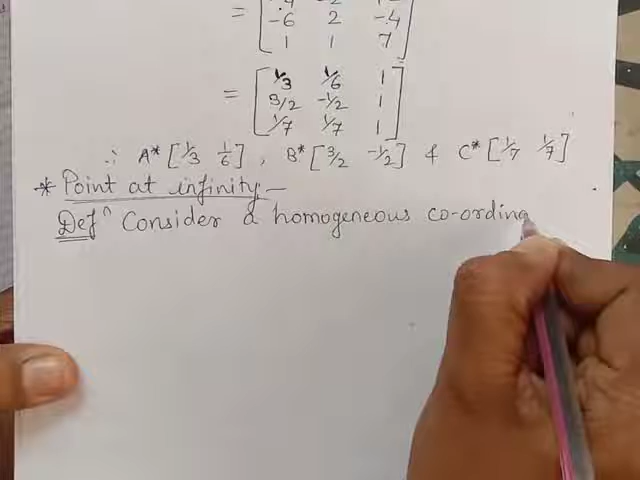 = [ -4 -2
-6 2 -4
1 1 7 ]
= [ 1/3 1/6 1
3/2 -1/2 1
1/7 1/7 1 ]
∴ A* [1/3 1/6] , B* [3/2 -1/2] & C* [1/7 1/7]
* Point at infinity -
Defⁿ Consider a homogeneous co-ordina